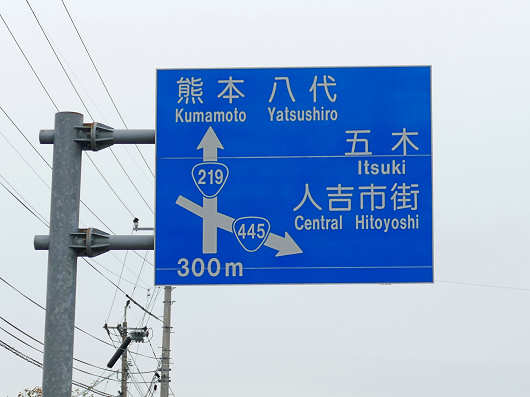 熊本 八代
Kumamoto Yatsushiro
五木
Itsuki
219
人吉市街
Central Hitoyoshi
445
300m